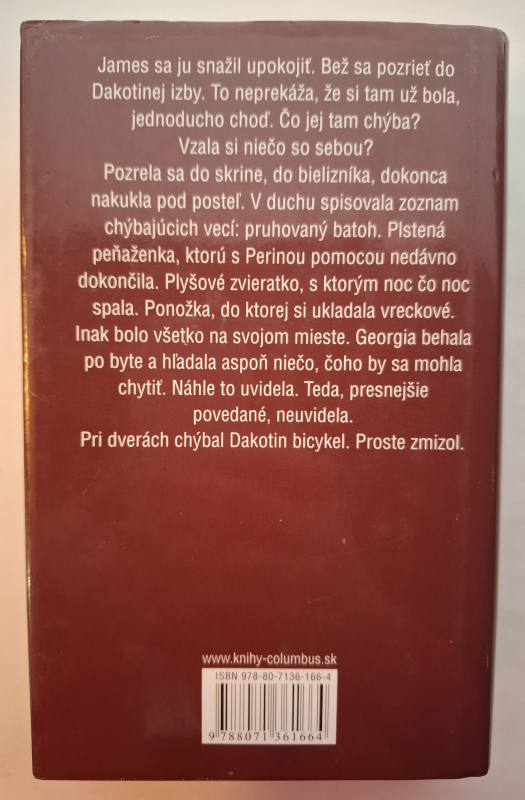 James sa ju snažil upokojiť. Bež sa pozrieť do
Dakotinej izby. To neprekáža, že si tam už bola,
jednoducho choď. Čo jej tam chýba?
Vzala si niečo so sebou?
Pozrela sa do skrine, do bielizníka, dokonca
nakukla pod posteľ. V duchu spisovala zoznam
chýbajúcich vecí: pruhovaný batoh. Plstená
peňaženka, ktorú s Perinou pomocou nedávno
dokončila. Plyšové zvieratko, s ktorým noc čo noc
spala. Ponožka, do ktorej si ukladala vreckové.
Inak bolo všetko na svojom mieste. Georgia behala
po byte a hľadala aspoň niečo, čoho by sa mohla
chytiť. Náhle to uvidela. Teda, presnejšie
povedané, neuvidela.
Pri dverách chýbal Dakotin bicykel. Proste zmizol.
www.knihy-columbus.sk
ISBN 978-80-7136-166-4
9 788071 361664